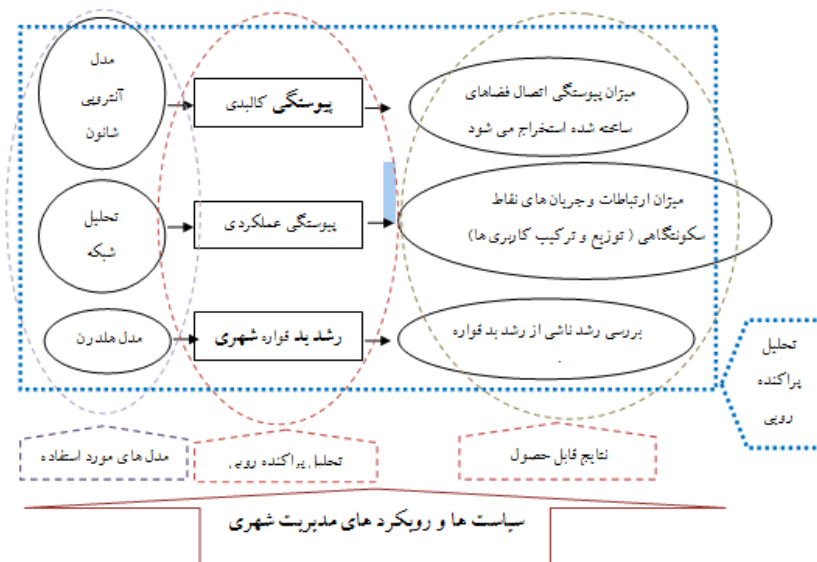 مدل
آنتروپی
شانون
پیوستگی کالبدی
میزان پیوستگی اتصال فضاهای
ساخته شده استخراج می شود
تحلیل
شبکه
پیوستگی عملکردی
میزان ارتباطات و جریان های نقاط
سکونتگاهی ( توزیع و ترکیب کاربری ها)
مدل هلدرن
رشد بد قواره شهری
بررسی رشد ناشی از رشد بد قواره
.
تحلیل
پراکنده
رویی
مدل های مورد استفاده
تحلیل پراکنده رویی
نتایج قابل حصول
سیاست ها و رویکرد های مدیریت شهری